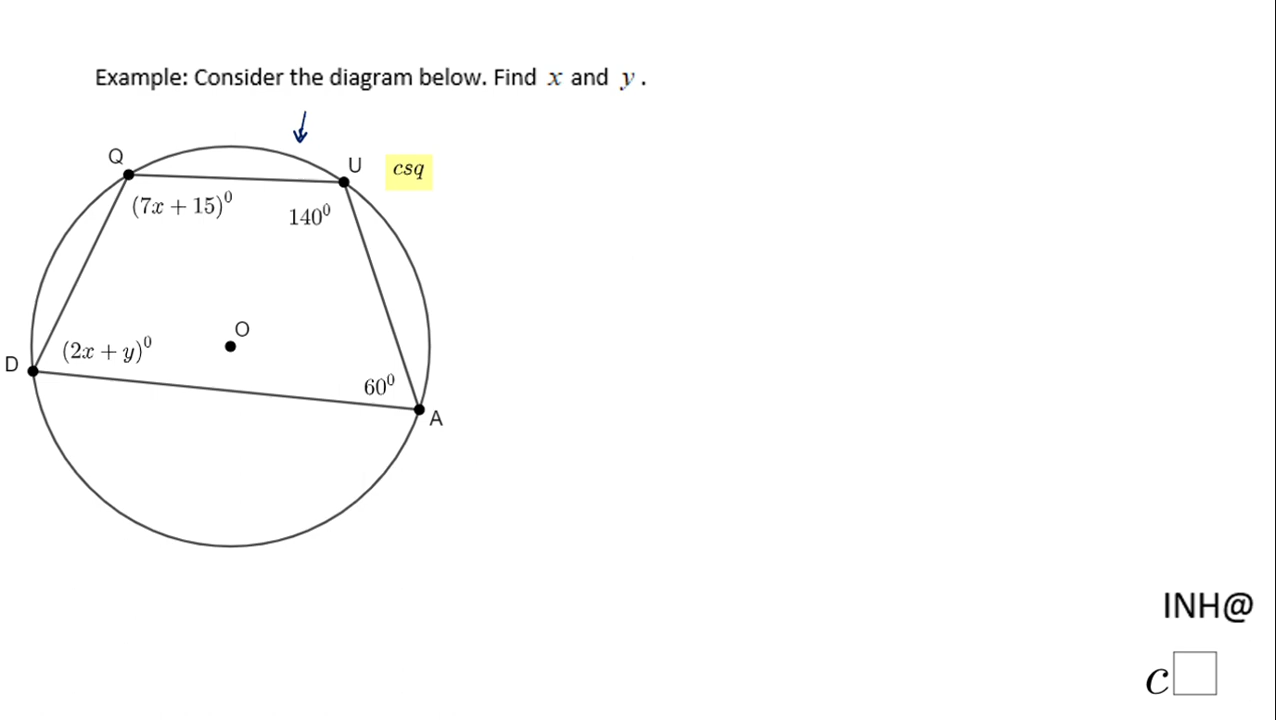 Example: Consider the diagram below. Find x and y.
Q
U
csq
(7x + 15)⁰
140⁰
O
(2x + y)⁰
D
60⁰
A
INH@
c